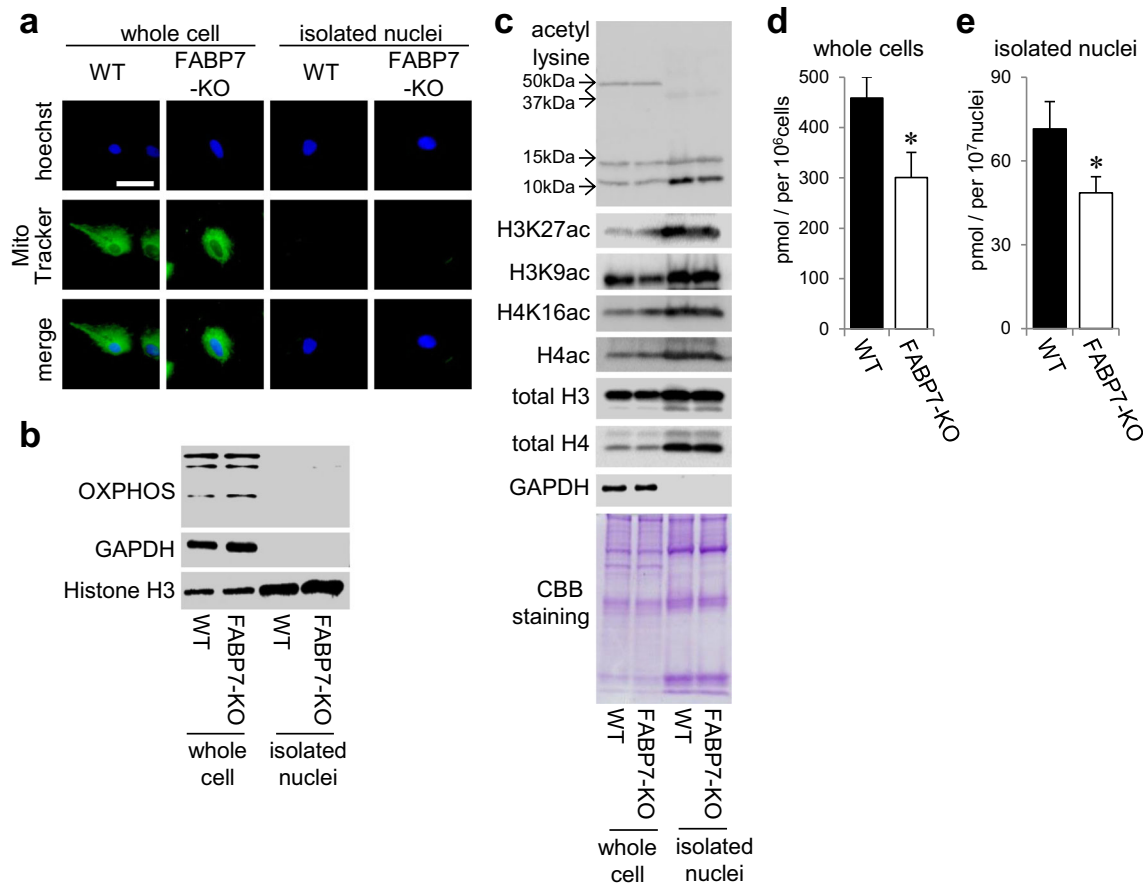 a
whole cell
isolated nuclei
WT
FABP7
-KO
WT
FABP7
-KO
hoechst
Mito
Tracker
merge
b
OXPHOS
GAPDH
Histone H3
WT
FABP7-KO
WT
FABP7-KO
whole
cell
isolated
nuclei
c
acetyl
lysine
50kDa
37kDa
15kDa
10kDa
H3K27ac
H3K9ac
H4K16ac
H4ac
total H3
total H4
GAPDH
CBB
staining
WT
FABP7-KO
WT
FABP7-KO
whole
cell
isolated
nuclei
d
whole cells
pmol / per 10⁶cells
500
400
300
200
100
0
*
WT
FABP7-KO
e
isolated nuclei
pmol / per 10⁷nuclei
90
60
30
0
*
WT
FABP7-KO